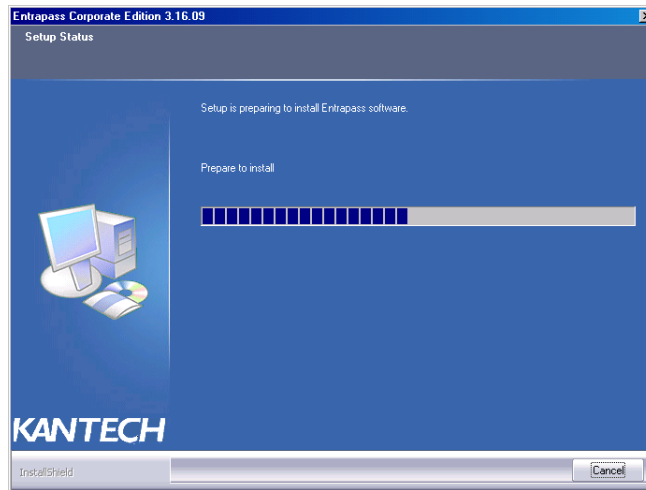 Entrapass Corporate Edition 3.16.09
Setup Status
Setup is preparing to install Entrapass software.
Prepare to install
KANTECH
InstallShield
Cancel